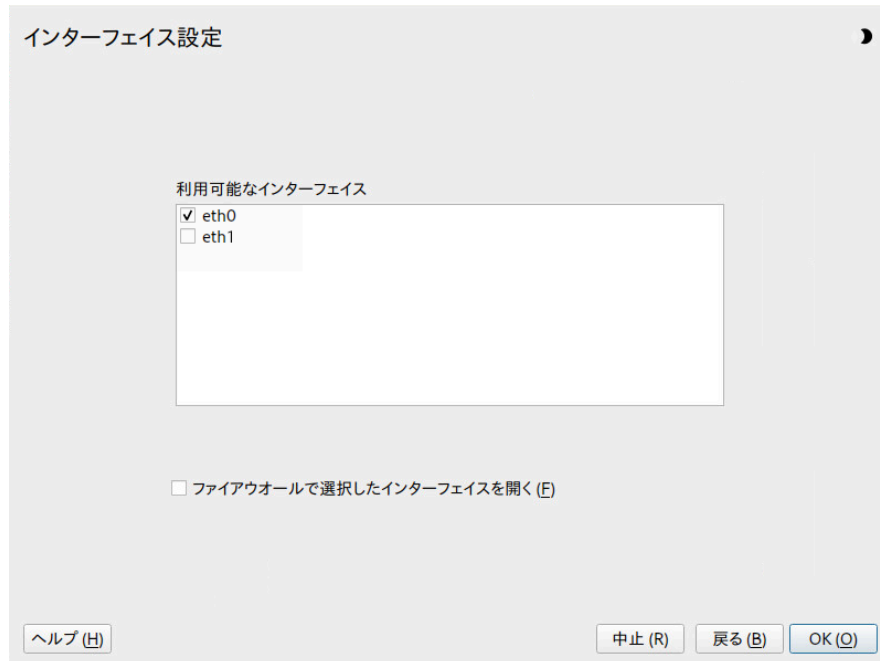 インターフェイス設定
利用可能なインターフェイス
eth0
eth1
ファイアウオールで選択したインターフェイスを開く(F)
ヘルプ(H)
中止(R)
戻る(B)
OK(O)